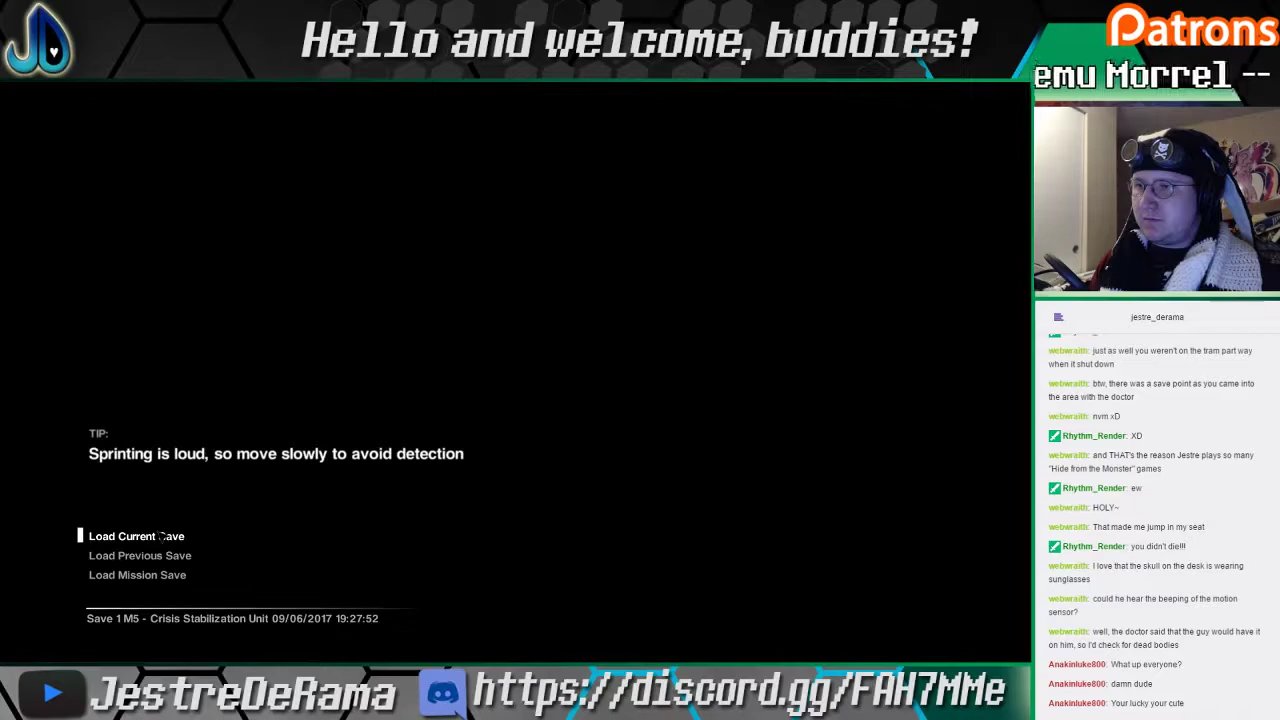 Hello and welcome, buddies!
Patrons
emu Morrel --
jestre_derama
webwraith: just as well you weren't on the tram part way
when it shut down
webwraith: btw, there was a save point as you came into
the area with the doctor
webwraith: nvm xD
Rhythm_Render: XD
webwraith: and THAT's the reason Jestre plays so many
"Hide from the Monster" games
Rhythm_Render: ew
webwraith: HOLY~
webwraith: That made me jump in my seat
Rhythm_Render: you didn't die!!!
webwraith: I love that the skull on the desk is wearing
sunglasses
webwraith: could he hear the beeping of the motion
sensor?
webwraith: well, the doctor said that the guy would have it
on him, so I'd check for dead bodies
Anakinluke800: What up everyone?
Anakinluke800: damn dude
Anakinluke800: Your lucky your cute
TIP:
Sprinting is loud, so move slowly to avoid detection
Load Current Save
Load Previous Save
Load Mission Save
Save 1 M5 - Crisis Stabilization Unit 09/06/2017 19:27:52
JestreDeRama
https://discord.gg/FAH7MMe